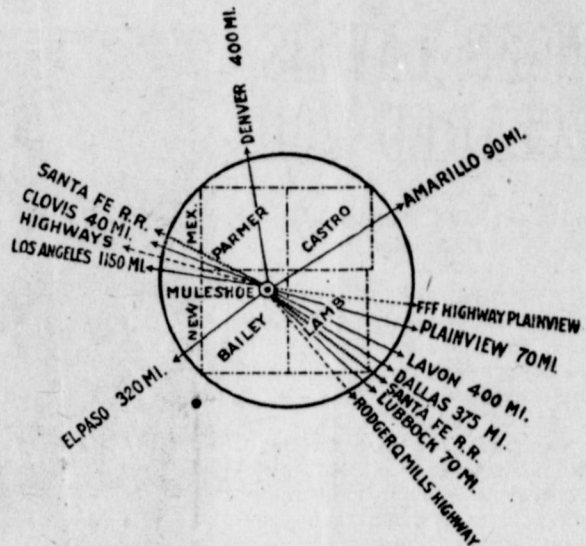 DENVER 400 MI.
AMARILLO 90 MI.
SANTA FE R.R.
CLOVIS 40 MI.
HIGHWAYS
LOS ANGELES 1150 MI.
NEW MEX
PARMER
CASTRO
MULESHOE
BAILEY
LAMB
FFF HIGHWAY PLAINVIEW
PLAINVIEW 70 MI.
LAVON 400 MI.
DALLAS 375 MI.
SANTA FE R.R.
LUBBOCK 70 MI.
RODGERQ MILLS HIGHWAY
EL PASO 320 MI.